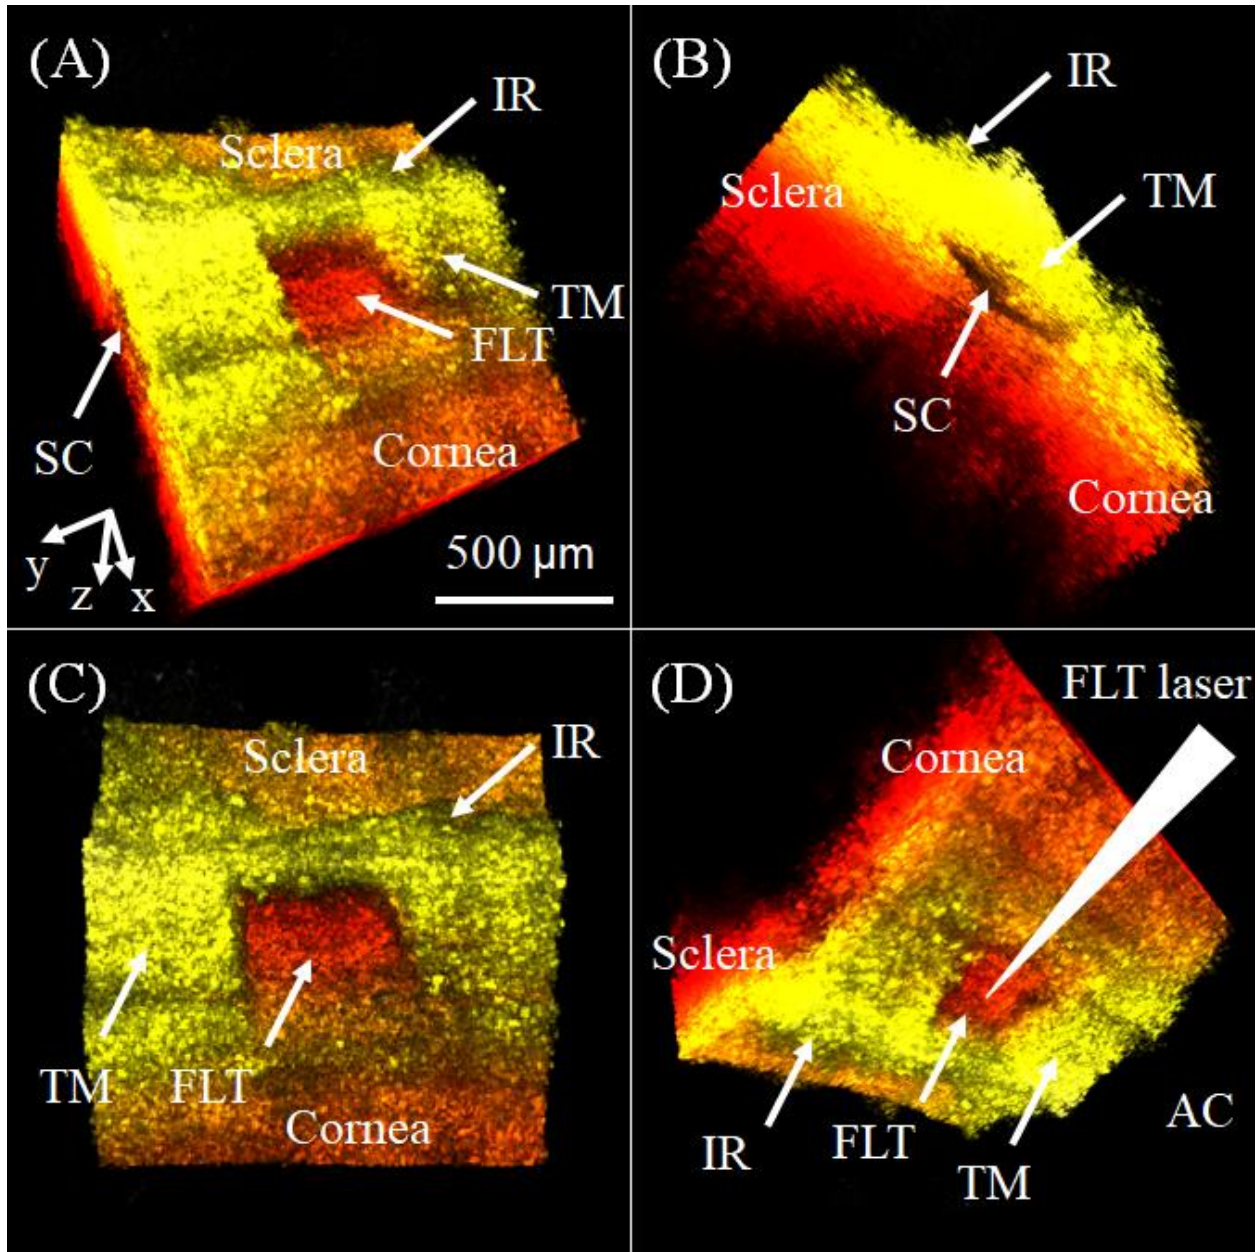 (A)
IR
Sclera
TM
FLT
SC
Cornea
y
z
x
500 μm
(B)
IR
Sclera
TM
SC
Cornea
(C)
IR
Sclera
TM
FLT
Cornea
(D)
FLT laser
Cornea
Sclera
AC
IR
FLT
TM